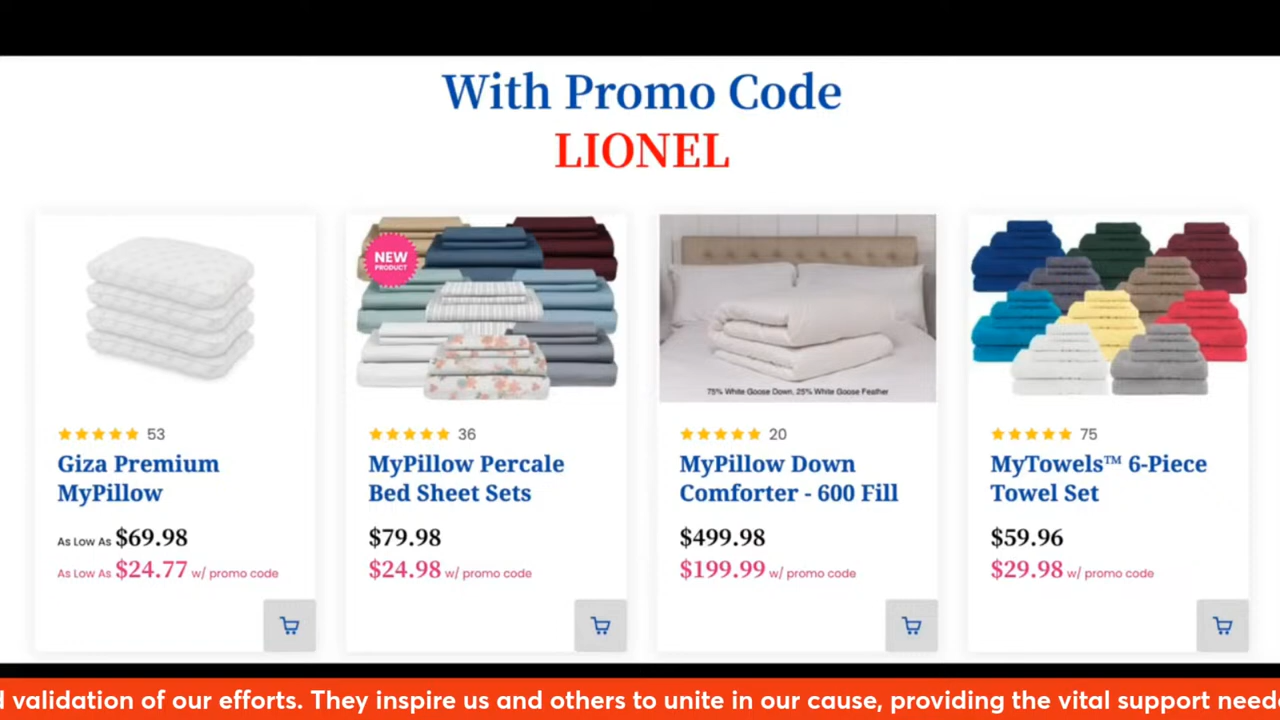 With Promo Code
LIONEL
NEW
PRODUCT
75% White Goose Down, 25% White Goose Feather
53
Giza Premium
MyPillow
As Low As $69.98
As Low As $24.77 w/ promo code
36
MyPillow Percale
Bed Sheet Sets
$79.98
$24.98 w/ promo code
20
MyPillow Down
Comforter - 600 Fill
$499.98
$199.99 w/ promo code
75
MyTowels™ 6-Piece
Towel Set
$59.96
$29.98 w/ promo code
validation of our efforts. They inspire us and others to unite in our cause, providing the vital support